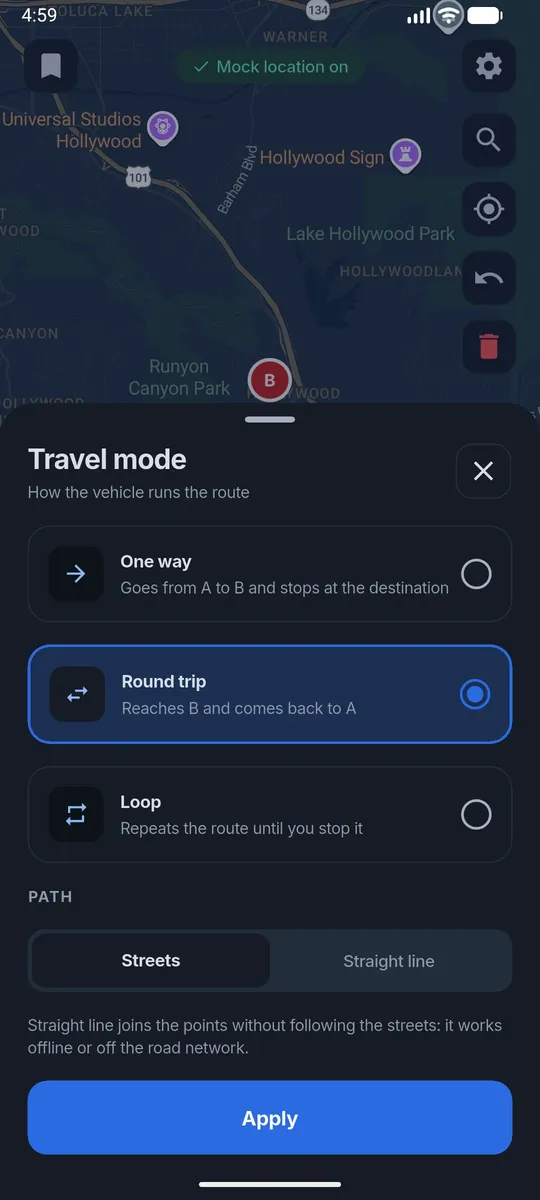 4:59
OLUCA LAKE
134
WARNER
Mock location on
Universal Studios
Hollywood
101
Barham Blvd
Hollywood Sign
Lake Hollywood Park
HOLLYWOODLAN
T
WOOD
CANYON
Runyon
Canyon Park
B
WOOD
OLLYWOOD
Travel mode
How the vehicle runs the route
One way
Goes from A to B and stops at the destination
Round trip
Reaches B and comes back to A
Loop
Repeats the route until you stop it
PATH
Streets
Straight line
Straight line joins the points without following the streets: it works
offline or off the road network.
Apply